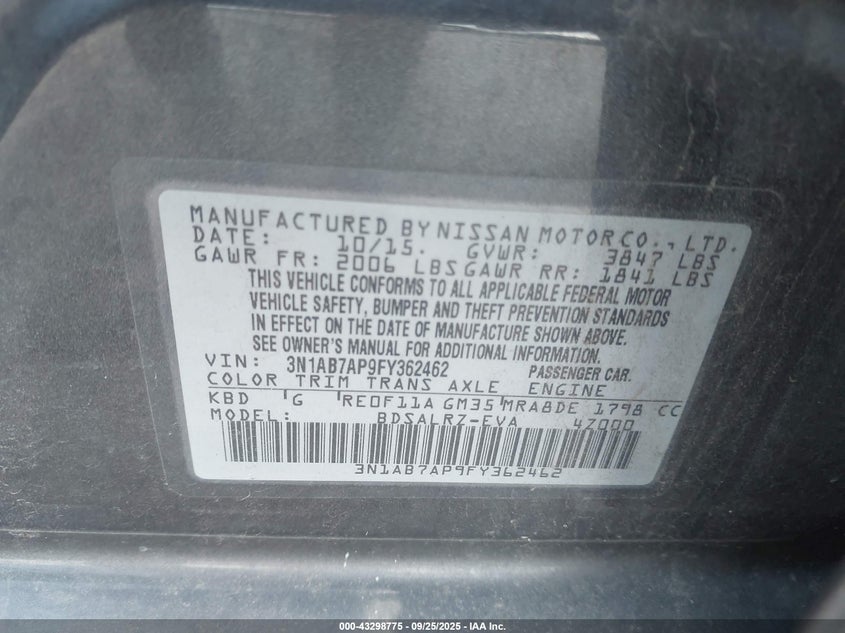 MANUFACTURED BY NISSAN MOTOR CO., LTD.
DATE: 10/15. GVWR: 3847 LBS
GAWR FR: 2006 LBS GAWR RR: 1841 LBS
THIS VEHICLE CONFORMS TO ALL APPLICABLE FEDERAL MOTOR
VEHICLE SAFETY, BUMPER AND THEFT PREVENTION STANDARDS
IN EFFECT ON THE DATE OF MANUFACTURE SHOWN ABOVE.
SEE OWNER'S MANUAL FOR ADDITIONAL INFORMATION.
VIN: 3N1AB7AP9FY362462 PASSENGER CAR.
COLOR TRIM TRANS AXLE ENGINE
KBD G RE0F11A GM35 MRA8DE 1798 CC
MODEL: BDSALRZ-EVA 47000
3N1AB7AP9FY362462
000-43298775 - 09/25/2025 - IAA Inc.